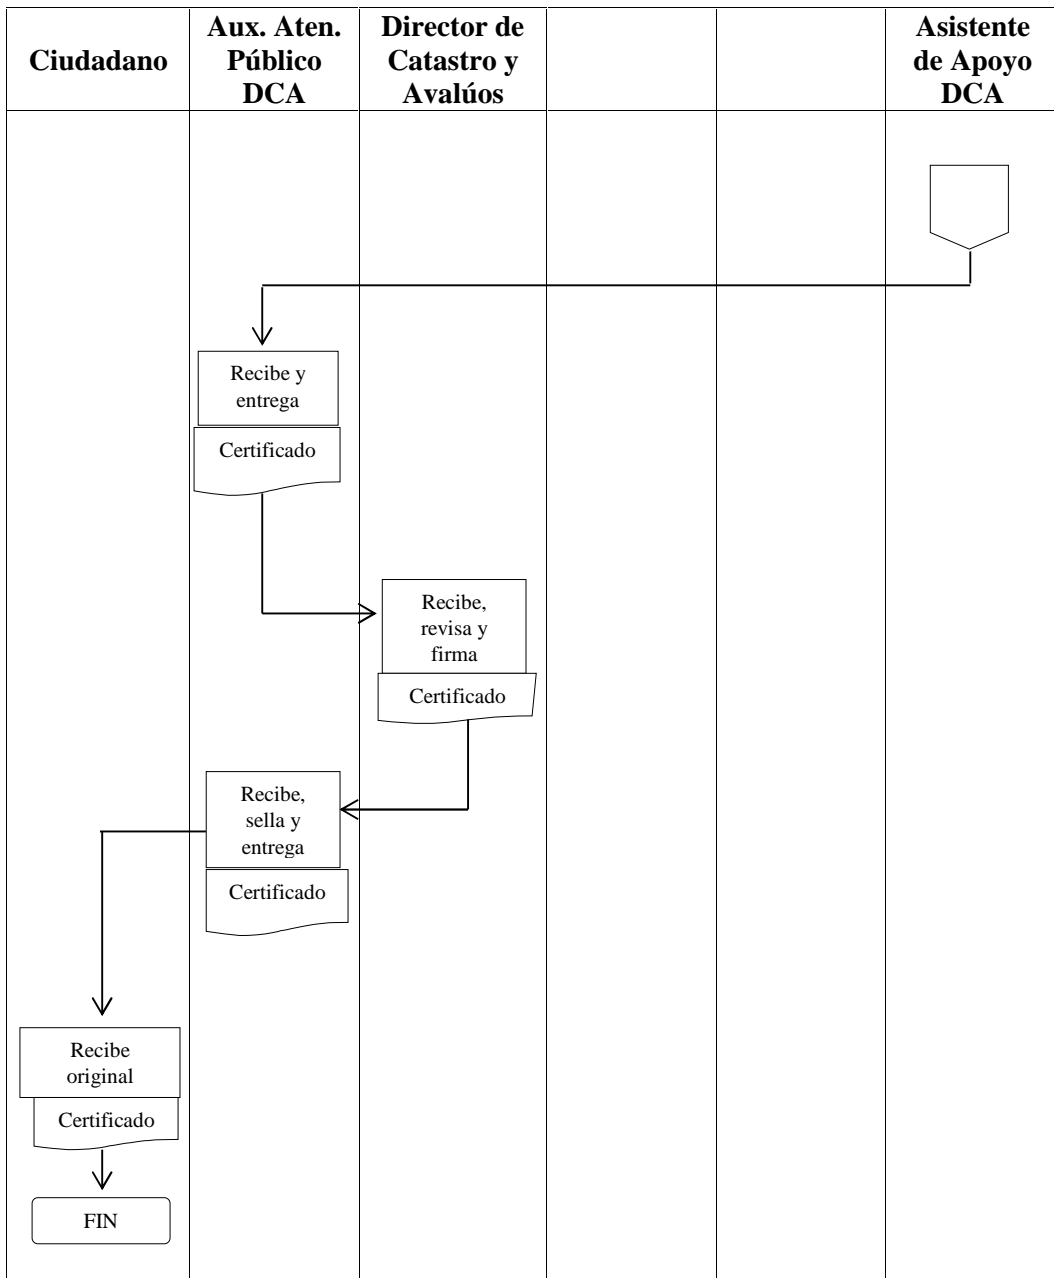 Ciudadano
Aux. Aten.
Público
DCA
Director de
Catastro y
Avalúos
Asistente
de Apoyo
DCA
Recibe y
entrega
Certificado
Recibe,
revisa y
firma
Certificado
Recibe,
sella y
entrega
Certificado
Recibe
original
Certificado
FIN